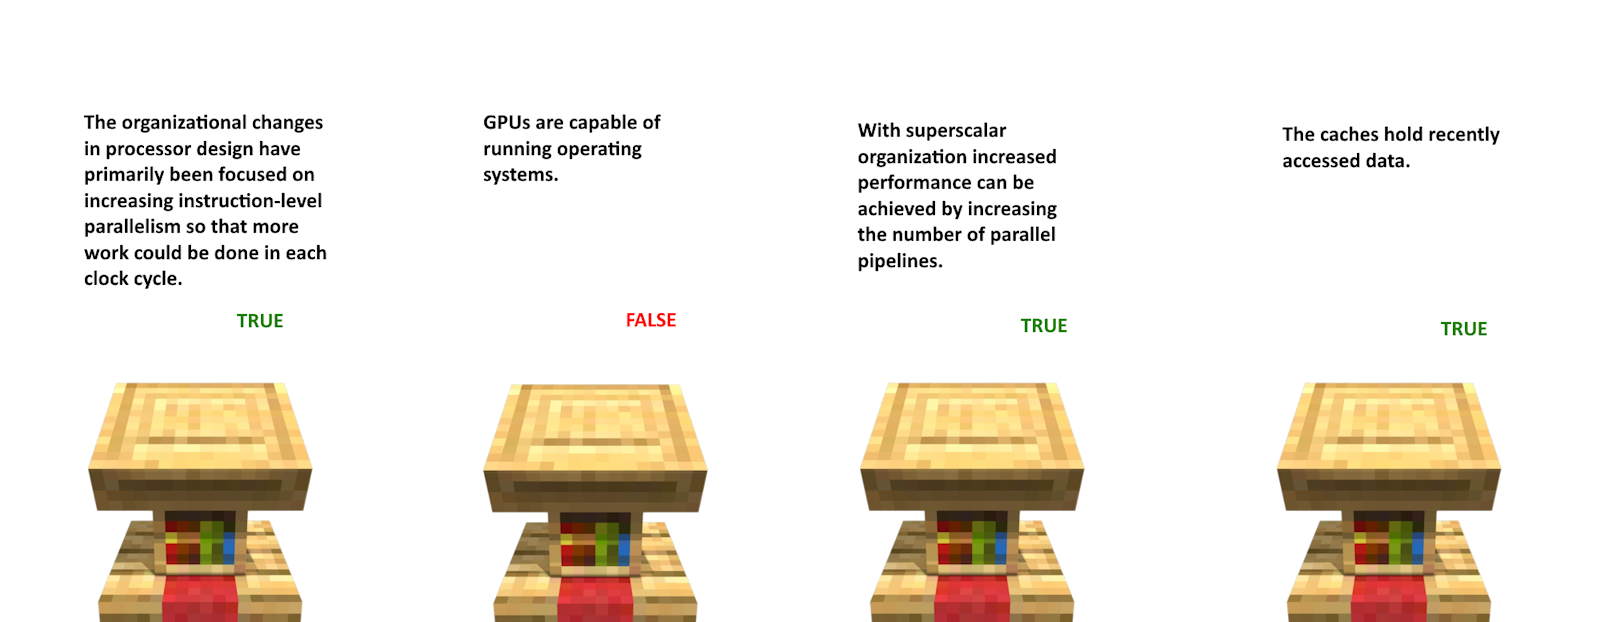 The organizational changes
in processor design have
primarily been focused on
increasing instruction-level
parallelism so that more
work could be done in each
clock cycle.
TRUE
GPUs are capable of
running operating
systems.
FALSE
With superscalar
organization increased
performance can be
achieved by increasing
the number of parallel
pipelines.
TRUE
The caches hold recently
accessed data.
TRUE